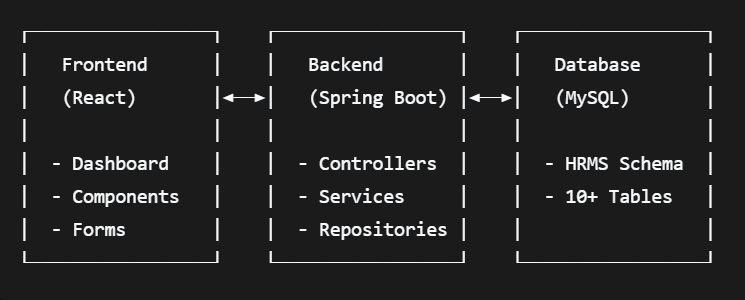 Frontend
(React)
- Dashboard
- Components
- Forms
Backend
(Spring Boot)
- Controllers
- Services
- Repositories
Database
(MySQL)
- HRMS Schema
- 10+ Tables